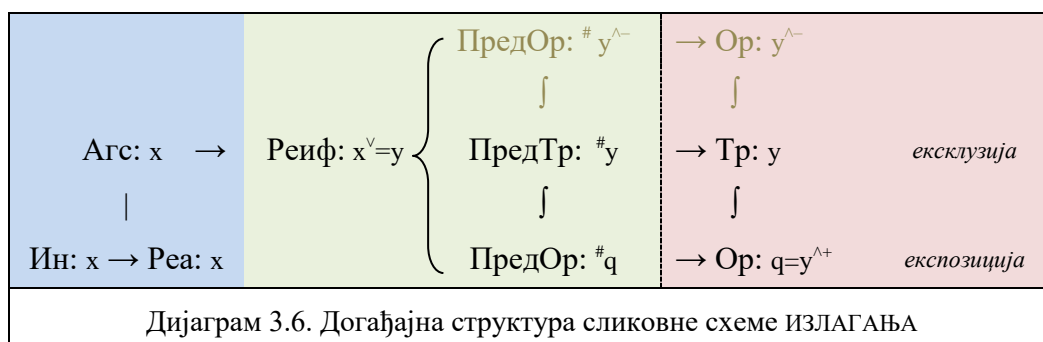 ПредОр: # y^– → Ор: y^–
∫ ∫
Агс: x → Реиф: x˅=y ПредТр: #y → Тр: y ексклузија
| ∫ ∫
Ин: x → Реа: x ПредОр: #q → Ор: q=y^+ експозиција
Дијаграм 3.6. Догађајна структура сликовне схеме ИЗЛАГАЊА